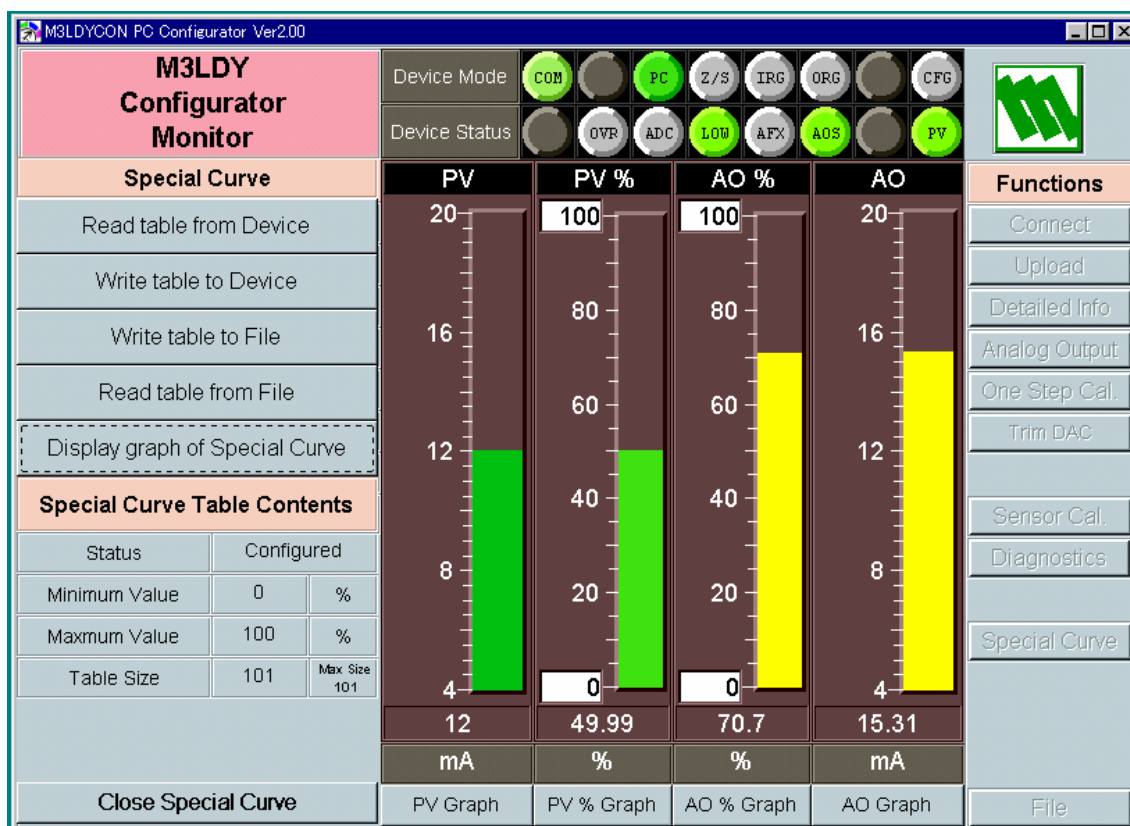 M3LDYCON PC Configurator Ver2.00
M3LDY
Configurator
Monitor
Device Mode
COM
PC
Z/S
IRG
ORG
CFG
Device Status
OVR
ADC
LOW
AFX
AOS
PV
Special Curve
Read table from Device
Write table to Device
Write table to File
Read table from File
Display graph of Special Curve
Special Curve Table Contents
Status
Configured
Minimum Value
0
%
Maxmum Value
100
%
Table Size
101
Max Size
101
Close Special Curve
PV
20
16
12
8
4
12
mA
PV Graph
PV %
100
80
60
40
20
0
49.99
%
PV % Graph
AO %
100
80
60
40
20
0
70.7
%
AO % Graph
AO
20
16
12
8
4
15.31
mA
AO Graph
Functions
Connect
Upload
Detailed Info
Analog Output
One Step Cal.
Trim DAC
Sensor Cal.
Diagnostics
Special Curve
File